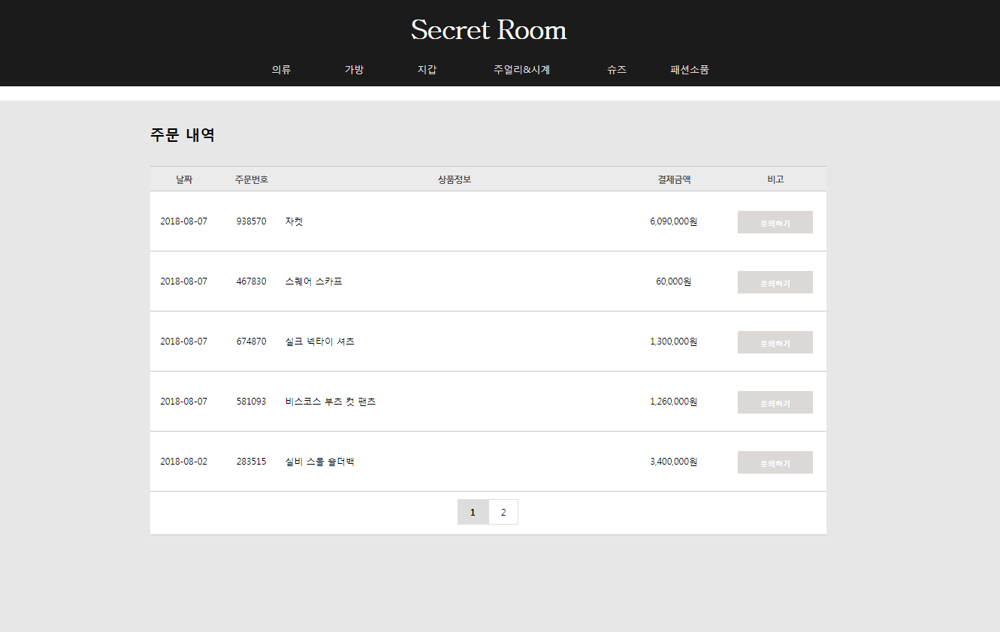 Secret Room
의류 가방 지갑 주얼리&시계 슈즈 패션소품
주문 내역
날짜 주문번호 상품정보 결제금액 비고
2018-08-07 938570 자켓 6,090,000원 문의하기
2018-08-07 467830 스퀘어 스카프 60,000원 문의하기
2018-08-07 674870 실크 넥타이 셔츠 1,300,000원 문의하기
2018-08-07 581093 비스코스 부츠 컷 팬츠 1,260,000원 문의하기
2018-08-02 283515 실비 스몰 숄더백 3,400,000원 문의하기
1 2